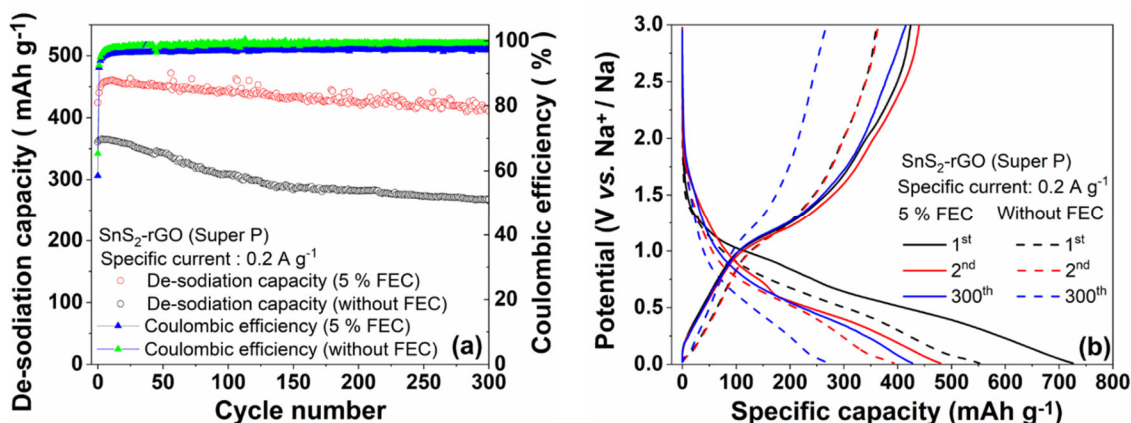 De-sodiation capacity ( mAh g⁻¹)
500
450
400
350
300
250
200
150
100
50
0
SnS₂-rGO (Super P)
Specific current : 0.2 A g⁻¹
De-sodiation capacity (5 % FEC)
De-sodiation capacity (without FEC)
Coulombic efficiency (5 % FEC)
Coulombic efficiency (without FEC)
(a)
0 50 100 150 200 250 300
Cycle number
100
80
60
40
20
0
Coulombic efficiency ( % )
Potential (V vs. Na⁺ / Na)
3.0
2.5
2.0
1.5
1.0
0.5
0.0
SnS₂-rGO (Super P)
Specific current: 0.2 A g⁻¹
5 % FEC Without FEC
1ˢᵗ 1ˢᵗ
2ⁿᵈ 2ⁿᵈ
300ᵗʰ 300ᵗʰ
(b)
0 100 200 300 400 500 600 700 800
Specific capacity (mAh g⁻¹)